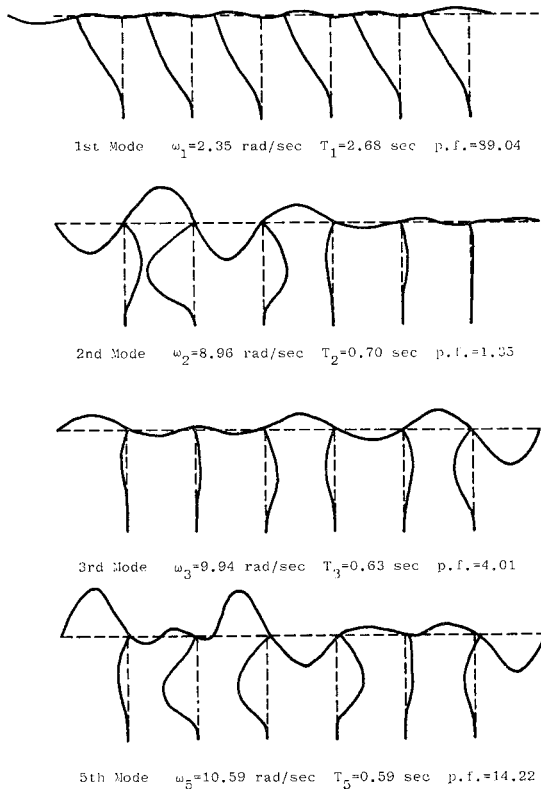 1st Mode ω₁=2.35 rad/sec T₁=2.68 sec p.f.=89.04
2nd Mode ω₂=8.96 rad/sec T₂=0.70 sec p.f.=1.35
3rd Mode ω₃=9.94 rad/sec T₃=0.63 sec p.f.=4.01
5th Mode ω₅=10.59 rad/sec T₅=0.59 sec p.f.=14.22